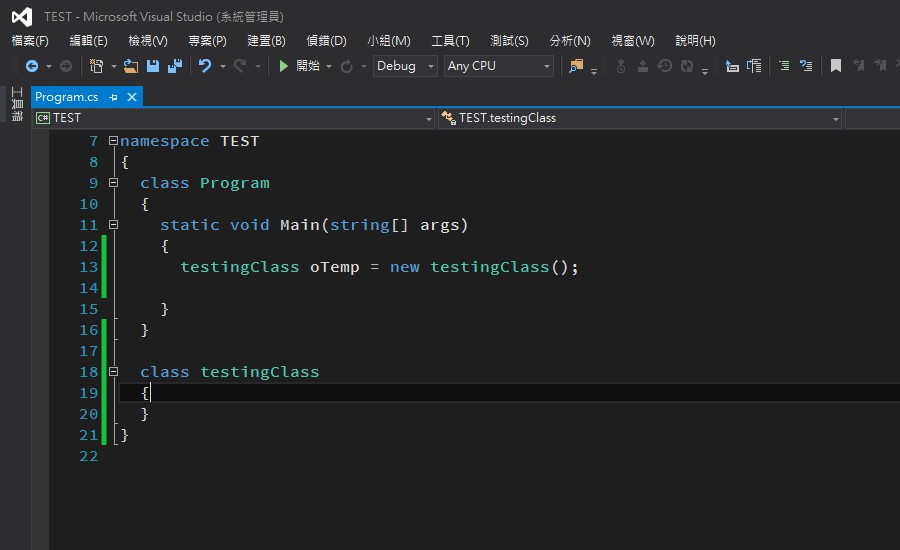 TEST - Microsoft Visual Studio (系統管理員)
檔案(F) 編輯(E) 檢視(V) 專案(P) 建置(B) 偵錯(D) 小組(M) 工具(T) 測試(S) 分析(N) 視窗(W) 說明(H)
開始 Debug Any CPU
工具箱
Program.cs
TEST TEST.testingClass
7 namespace TEST
8 {
9 class Program
10 {
11 static void Main(string[] args)
12 {
13 testingClass oTemp = new testingClass();
14
15 }
16 }
17
18 class testingClass
19 {
20 }
21 }
22